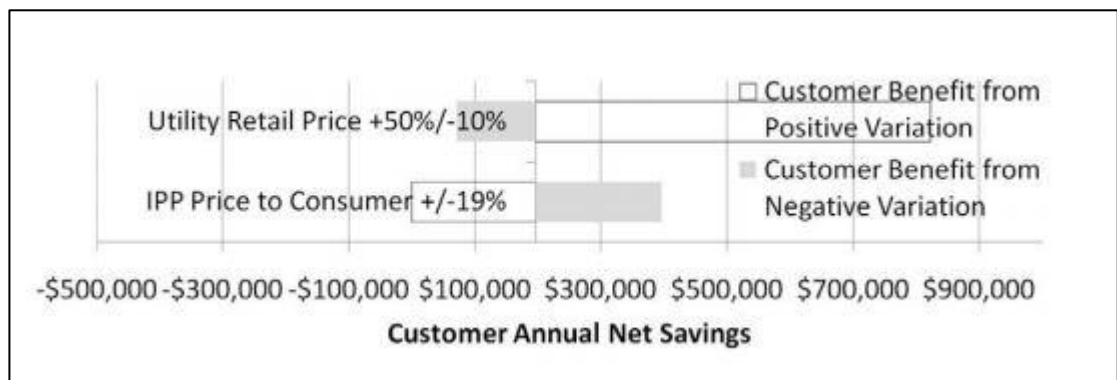 Customer Benefit from
Positive Variation
Utility Retail Price +50%/-10%
Customer Benefit from
Negative Variation
IPP Price to Consumer +/-19%
-$500,000 -$300,000 -$100,000 $100,000 $300,000 $500,000 $700,000 $900,000
Customer Annual Net Savings